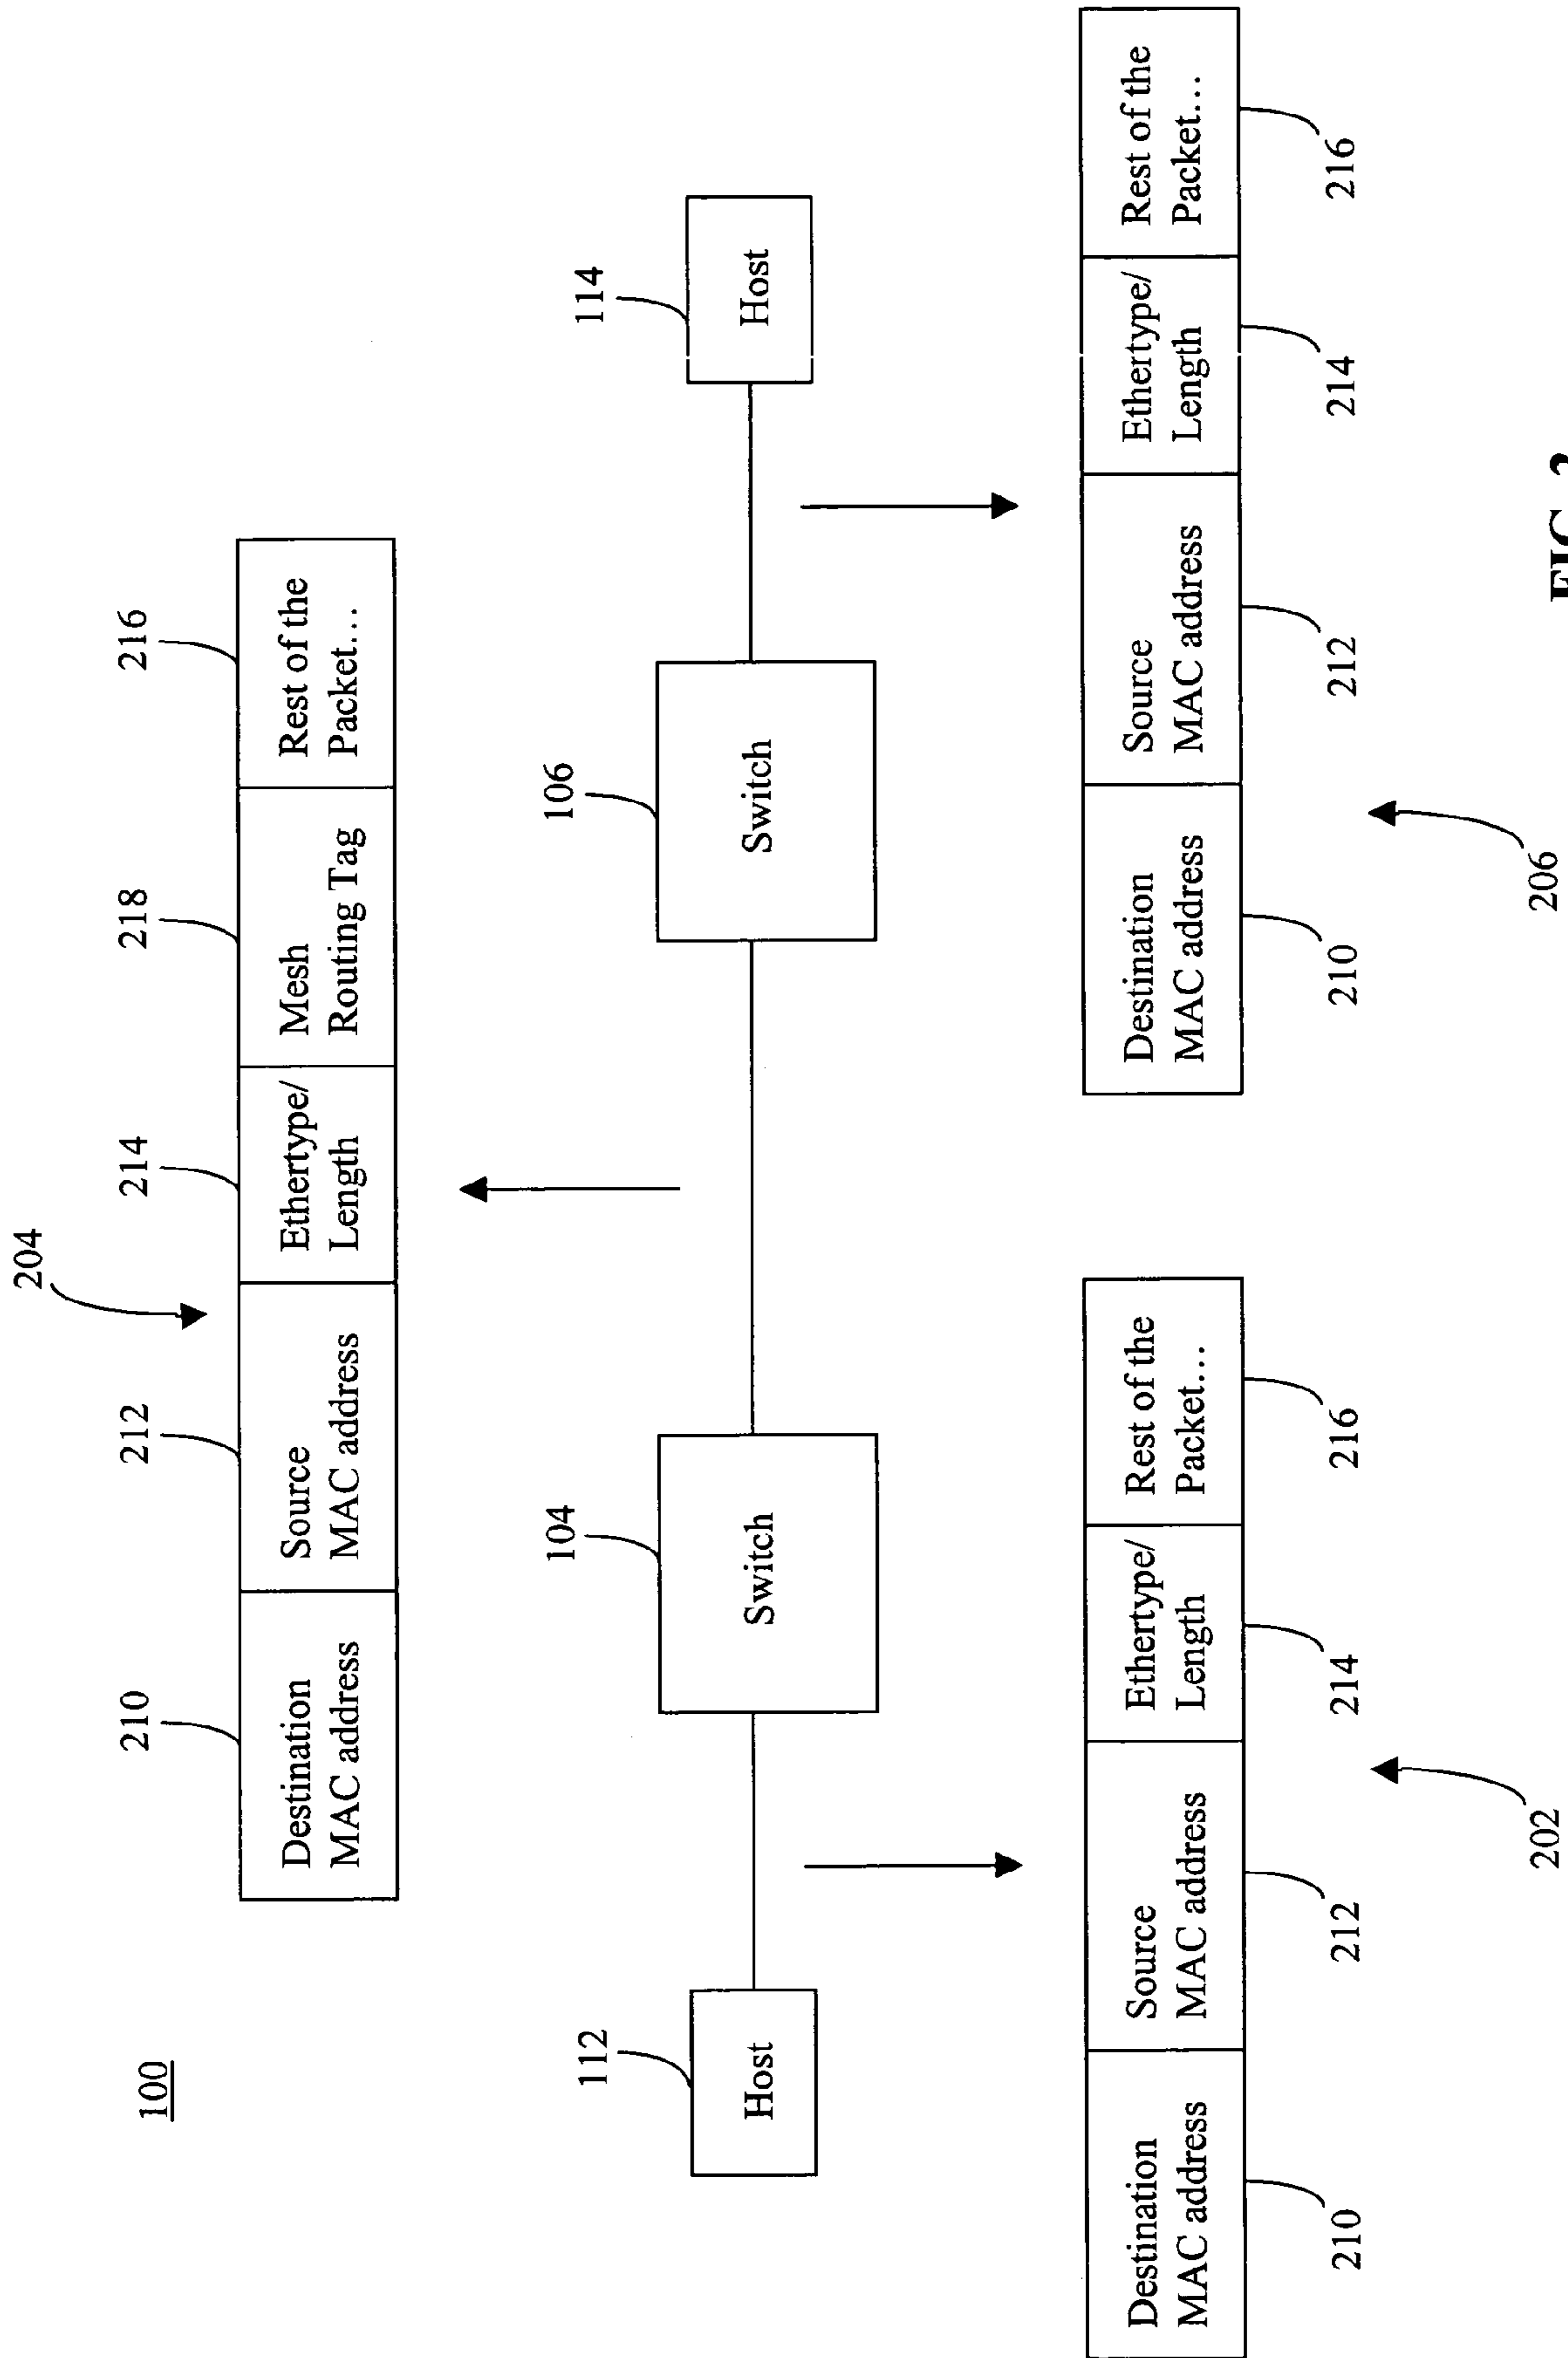 100
204
210
212
214
218
216
Destination
MAC address
Source
MAC address
Ethertype/
Length
Mesh
Routing Tag
Rest of the
Packet…
112
104
106
114
Host
Switch
Switch
Host
Destination
MAC address
Source
MAC address
Ethertype/
Length
Rest of the
Packet…
210
212
214
216
202
Destination
MAC address
Source
MAC address
Ethertype/
Length
Rest of the
Packet…
210
212
214
216
206
FIG. 2